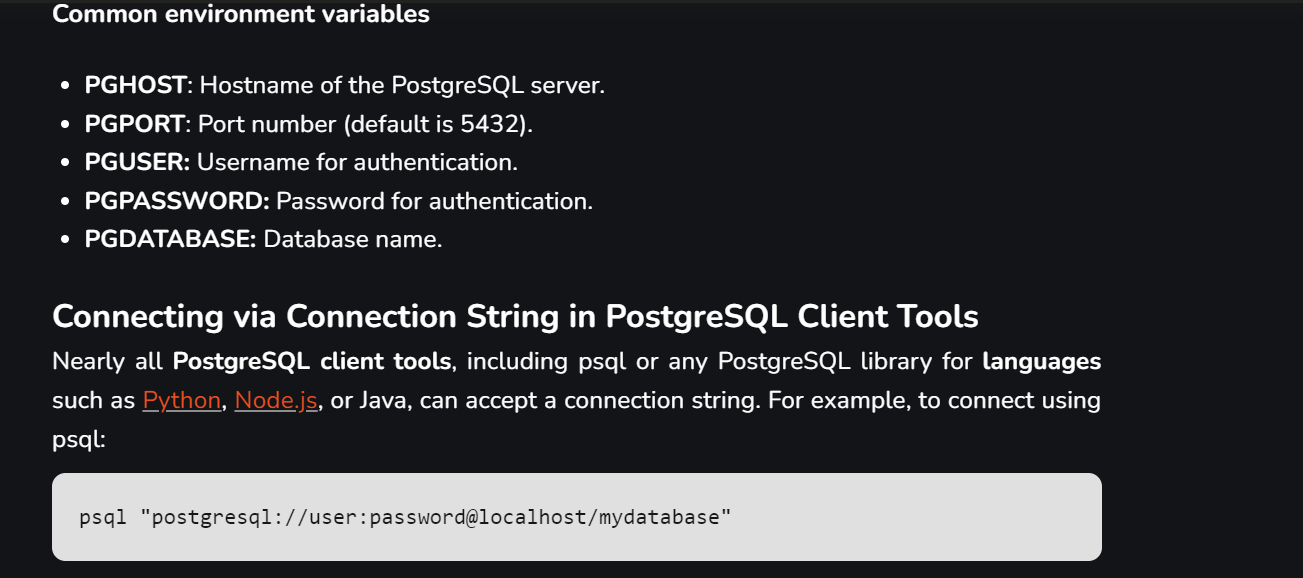 Common environment variables
• PGHOST: Hostname of the PostgreSQL server.
• PGPORT: Port number (default is 5432).
• PGUSER: Username for authentication.
• PGPASSWORD: Password for authentication.
• PGDATABASE: Database name.
Connecting via Connection String in PostgreSQL Client Tools
Nearly all PostgreSQL client tools, including psql or any PostgreSQL library for languages
such as Python, Node.js, or Java, can accept a connection string. For example, to connect using
psql:
psql "postgresql://user:password@localhost/mydatabase"